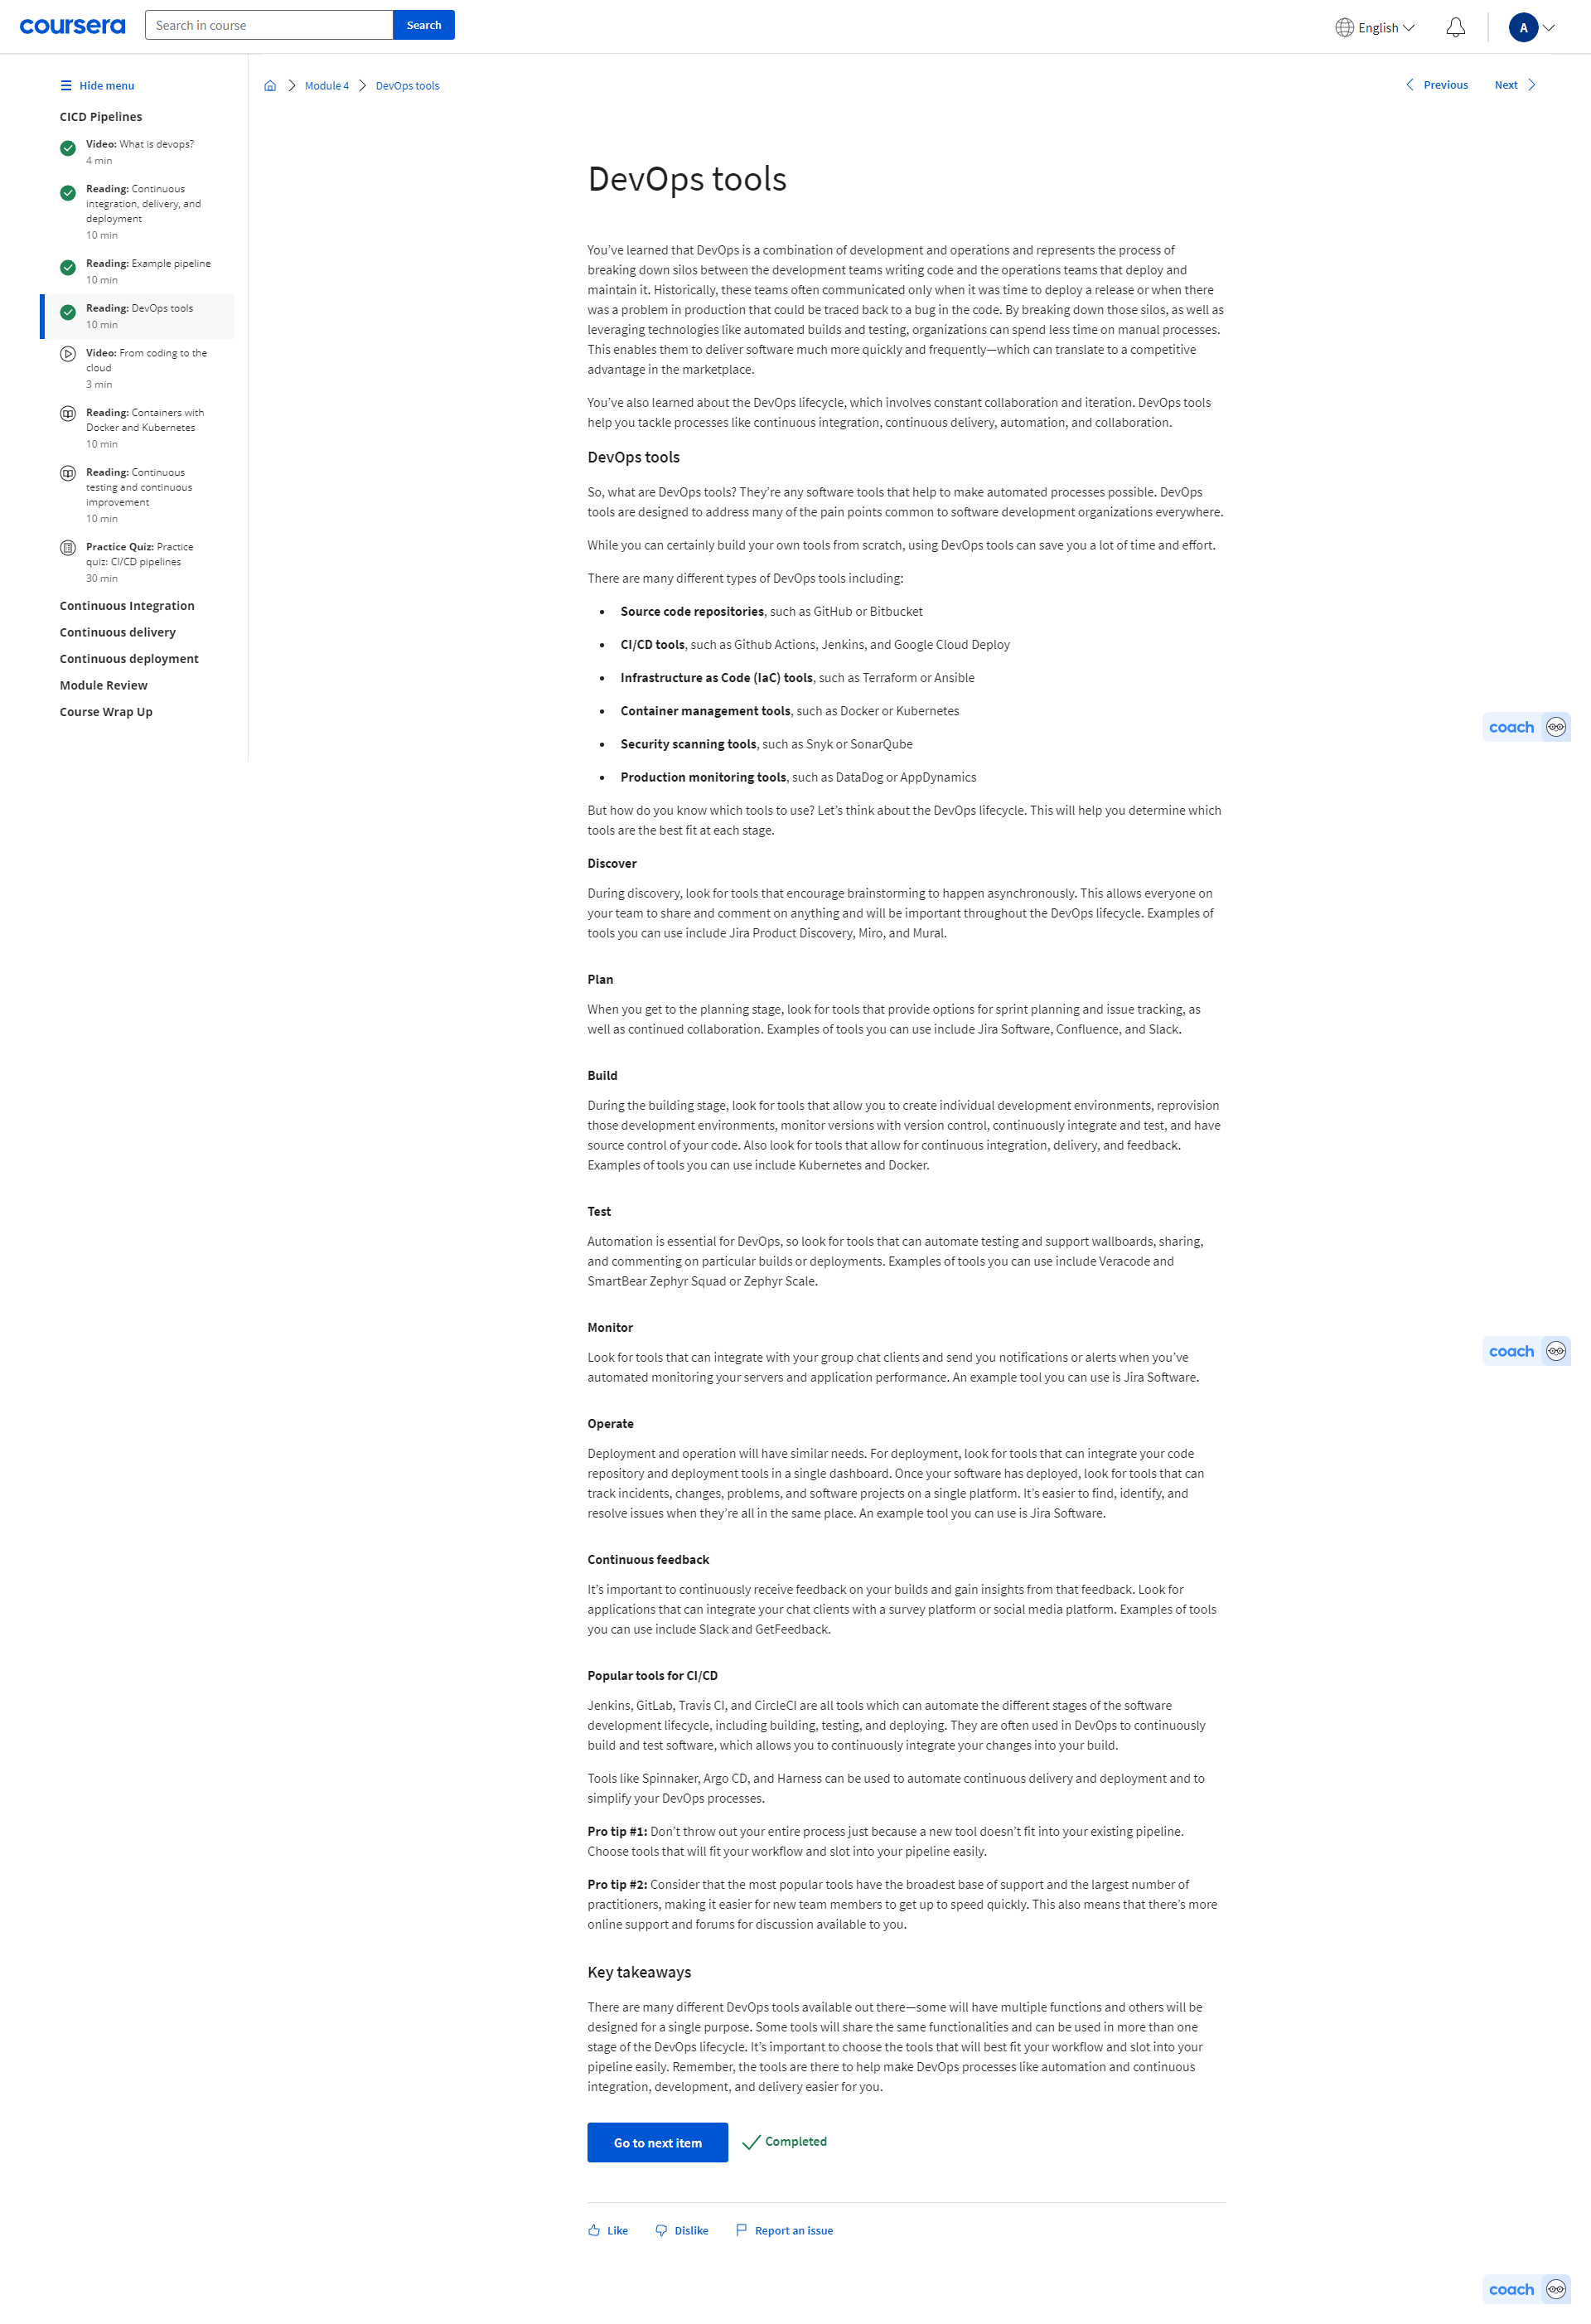 coursera
Search in course
Search
English
A
Hide menu
CICD Pipelines
Video: What is devops?
4 min
Reading: Continuous
integration, delivery, and
deployment
10 min
Reading: Example pipeline
10 min
Reading: DevOps tools
10 min
Video: From coding to the
cloud
3 min
Reading: Containers with
Docker and Kubernetes
10 min
Reading: Continuous
testing and continuous
improvement
10 min
Practice Quiz: Practice
quiz: CI/CD pipelines
30 min
Continuous Integration
Continuous delivery
Continuous deployment
Module Review
Course Wrap Up
Module 4
DevOps tools
Previous
Next
DevOps tools
You’ve learned that DevOps is a combination of development and operations and represents the process of
breaking down silos between the development teams writing code and the operations teams that deploy and
maintain it. Historically, these teams often communicated only when it was time to deploy a release or when there
was a problem in production that could be traced back to a bug in the code. By breaking down those silos, as well as
leveraging technologies like automated builds and testing, organizations can spend less time on manual processes.
This enables them to deliver software much more quickly and frequently—which can translate to a competitive
advantage in the marketplace.
You’ve also learned about the DevOps lifecycle, which involves constant collaboration and iteration. DevOps tools
help you tackle processes like continuous integration, continuous delivery, automation, and collaboration.
DevOps tools
So, what are DevOps tools? They’re any software tools that help to make automated processes possible. DevOps
tools are designed to address many of the pain points common to software development organizations everywhere.
While you can certainly build your own tools from scratch, using DevOps tools can save you a lot of time and effort.
There are many different types of DevOps tools including:
• Source code repositories, such as GitHub or Bitbucket
• CI/CD tools, such as Github Actions, Jenkins, and Google Cloud Deploy
• Infrastructure as Code (IaC) tools, such as Terraform or Ansible
• Container management tools, such as Docker or Kubernetes
• Security scanning tools, such as Snyk or SonarQube
• Production monitoring tools, such as DataDog or AppDynamics
But how do you know which tools to use? Let’s think about the DevOps lifecycle. This will help you determine which
tools are the best fit at each stage.
Discover
During discovery, look for tools that encourage brainstorming to happen asynchronously. This allows everyone on
your team to share and comment on anything and will be important throughout the DevOps lifecycle. Examples of
tools you can use include Jira Product Discovery, Miro, and Mural.
Plan
When you get to the planning stage, look for tools that provide options for sprint planning and issue tracking, as
well as continued collaboration. Examples of tools you can use include Jira Software, Confluence, and Slack.
Build
During the building stage, look for tools that allow you to create individual development environments, reprovision
those development environments, monitor versions with version control, continuously integrate and test, and have
source control of your code. Also look for tools that allow for continuous integration, delivery, and feedback.
Examples of tools you can use include Kubernetes and Docker.
Test
Automation is essential for DevOps, so look for tools that can automate testing and support wallboards, sharing,
and commenting on particular builds or deployments. Examples of tools you can use include Veracode and
SmartBear Zephyr Squad or Zephyr Scale.
Monitor
Look for tools that can integrate with your group chat clients and send you notifications or alerts when you’ve
automated monitoring your servers and application performance. An example tool you can use is Jira Software.
Operate
Deployment and operation will have similar needs. For deployment, look for tools that can integrate your code
repository and deployment tools in a single dashboard. Once your software has deployed, look for tools that can
track incidents, changes, problems, and software projects on a single platform. It’s easier to find, identify, and
resolve issues when they’re all in the same place. An example tool you can use is Jira Software.
Continuous feedback
It’s important to continuously receive feedback on your builds and gain insights from that feedback. Look for
applications that can integrate your chat clients with a survey platform or social media platform. Examples of tools
you can use include Slack and GetFeedback.
Popular tools for CI/CD
Jenkins, GitLab, Travis CI, and CircleCI are all tools which can automate the different stages of the software
development lifecycle, including building, testing, and deploying. They are often used in DevOps to continuously
build and test software, which allows you to continuously integrate your changes into your build.
Tools like Spinnaker, Argo CD, and Harness can be used to automate continuous delivery and deployment and to
simplify your DevOps processes.
Pro tip #1: Don’t throw out your entire process just because a new tool doesn’t fit into your existing pipeline.
Choose tools that will fit your workflow and slot into your pipeline easily.
Pro tip #2: Consider that the most popular tools have the broadest base of support and the largest number of
practitioners, making it easier for new team members to get up to speed quickly. This also means that there’s more
online support and forums for discussion available to you.
Key takeaways
There are many different DevOps tools available out there—some will have multiple functions and others will be
designed for a single purpose. Some tools will share the same functionalities and can be used in more than one
stage of the DevOps lifecycle. It’s important to choose the tools that will best fit your workflow and slot into your
pipeline easily. Remember, the tools are there to help make DevOps processes like automation and continuous
integration, development, and delivery easier for you.
Go to next item
Completed
Like
Dislike
Report an issue
coach
coach
coach